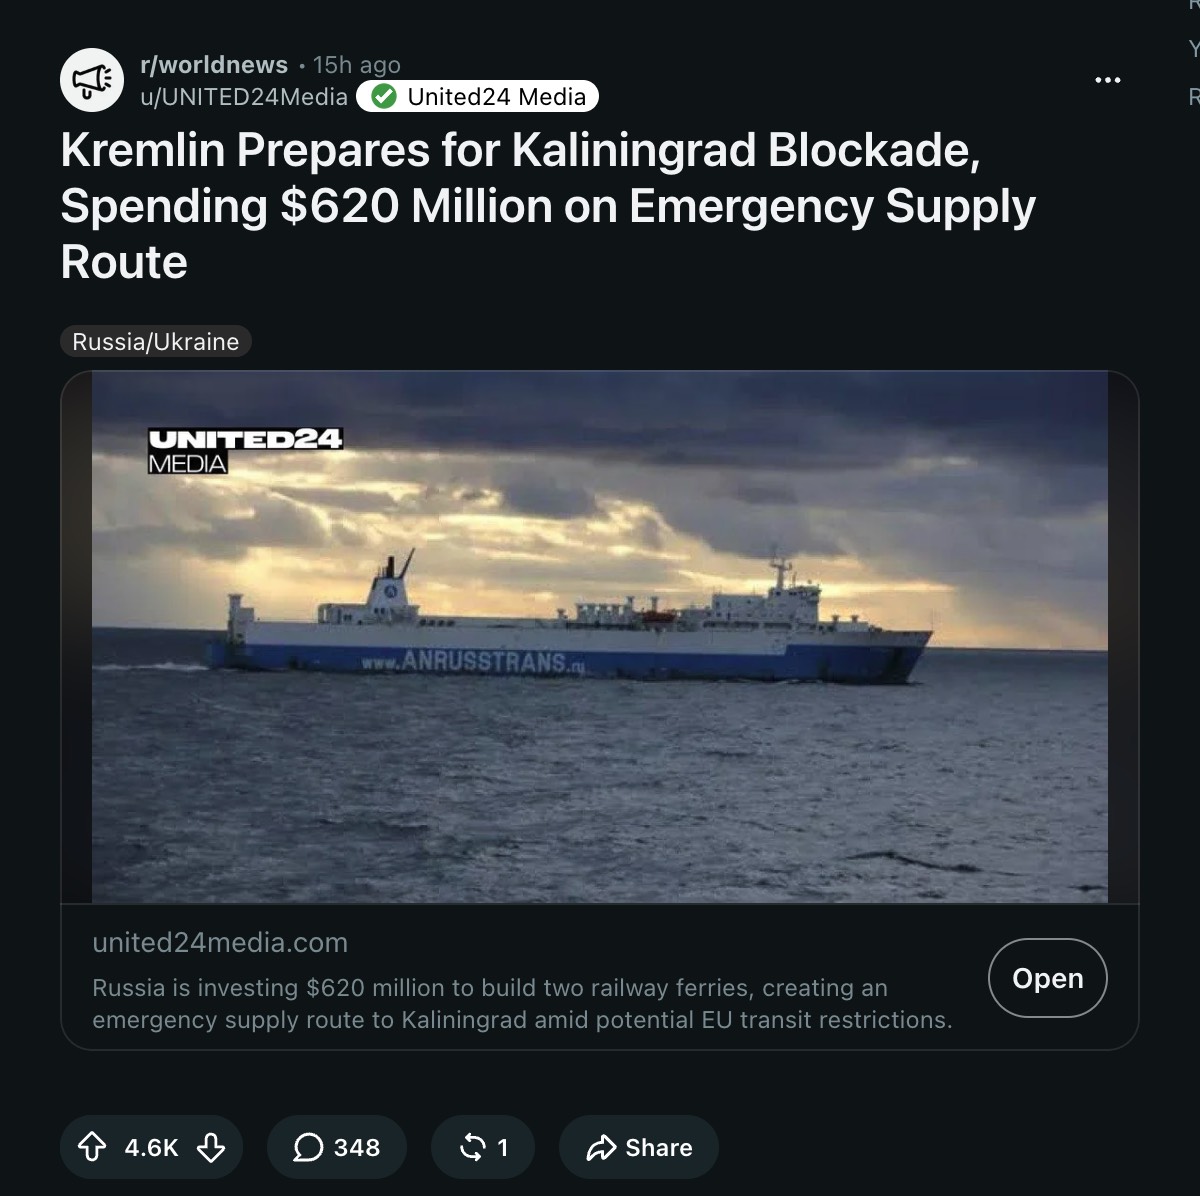 r/worldnews • 15h ago
u/UNITED24Media United24 Media
Kremlin Prepares for Kaliningrad Blockade,
Spending $620 Million on Emergency Supply
Route
Russia/Ukraine
UNITED24
MEDIA
www.ANRUSSTRANS.ru
united24media.com
Russia is investing $620 million to build two railway ferries, creating an
emergency supply route to Kaliningrad amid potential EU transit restrictions.
Open
4.6K
348
1
Share